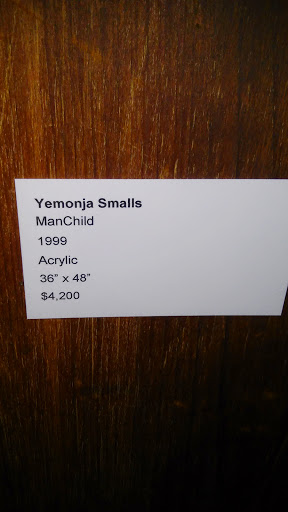 Yemonja Smalls
ManChild
1999
Acrylic
36” x 48”
$4,200